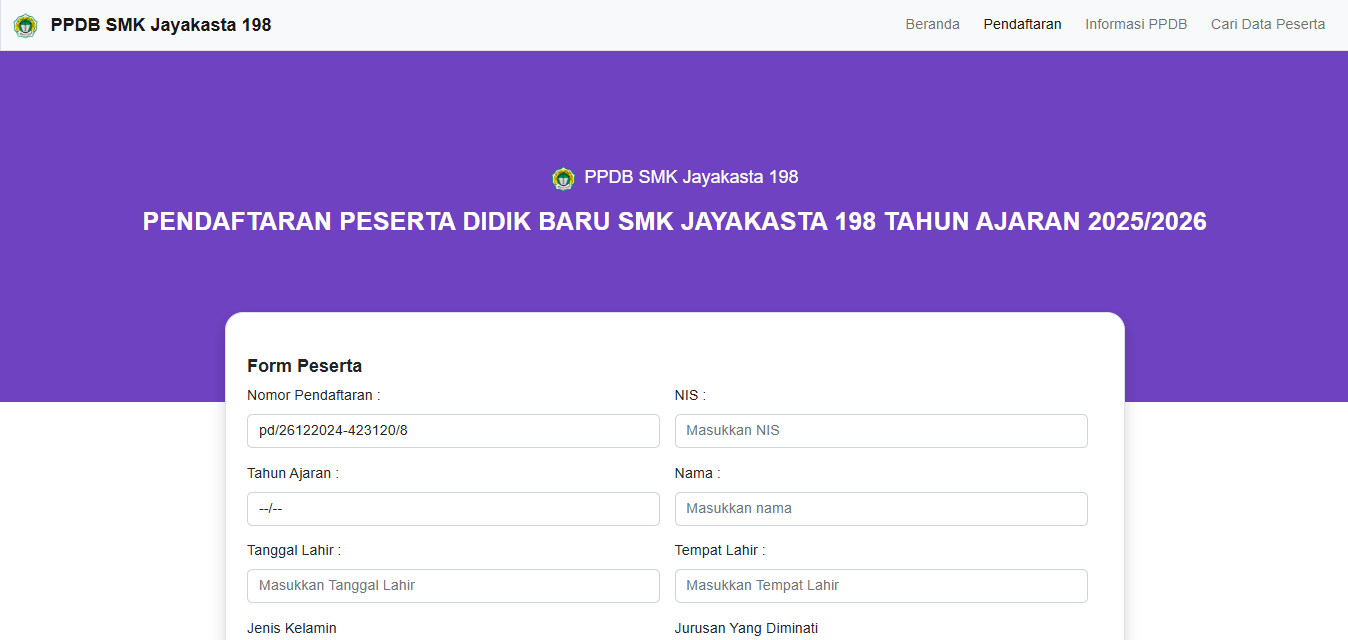 PPDB SMK Jayakasta 198
Beranda Pendaftaran Informasi PPDB Cari Data Peserta
PPDB SMK Jayakasta 198
PENDAFTARAN PESERTA DIDIK BARU SMK JAYAKASTA 198 TAHUN AJARAN 2025/2026
Form Peserta
Nomor Pendaftaran :
pd/26122024-423120/8
NIS :
Masukkan NIS
Tahun Ajaran :
--/--
Nama :
Masukkan nama
Tanggal Lahir :
Masukkan Tanggal Lahir
Tempat Lahir :
Masukkan Tempat Lahir
Jenis Kelamin
Jurusan Yang Diminati